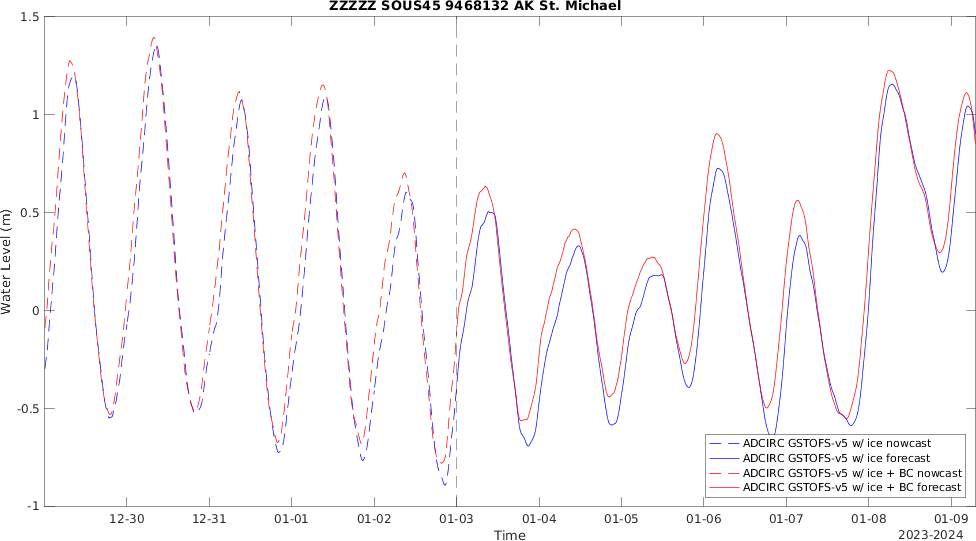 ZZZZZ SOUS45 9468132 AK St. Michael
1.5
1
0.5
0
-0.5
-1
Water Level (m)
12-30 12-31 01-01 01-02 01-03 01-04 01-05 01-06 01-07 01-08 01-09
Time
2023-2024
ADCIRC GSTOFS-v5 w/ ice nowcast
ADCIRC GSTOFS-v5 w/ ice forecast
ADCIRC GSTOFS-v5 w/ ice + BC nowcast
ADCIRC GSTOFS-v5 w/ ice + BC forecast